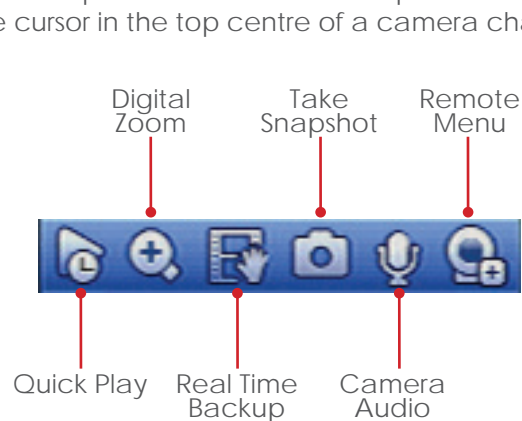 e cursor in the top centre of a camera cha
Digital
Zoom
Take
Snapshot
Remote
Menu
Quick Play
Real Time
Backup
Camera
Audio